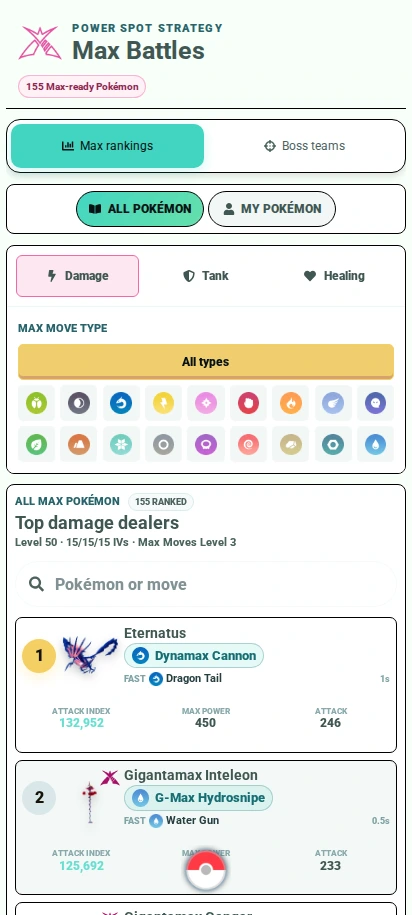 POWER SPOT STRATEGY
Max Battles
155 Max-ready Pokémon
Max rankings
Boss teams
ALL POKÉMON
MY POKÉMON
Damage
Tank
Healing
MAX MOVE TYPE
All types
ALL MAX POKÉMON
155 RANKED
Top damage dealers
Level 50 · 15/15/15 IVs · Max Moves Level 3
Pokémon or move
1
Eternatus
Dynamax Cannon
FAST Dragon Tail
1s
ATTACK INDEX
132,952
MAX POWER
450
ATTACK
246
2
Gigantamax Inteleon
G-Max Hydrosnipe
FAST Water Gun
0.5s
ATTACK INDEX
125,692
ATTACK
233